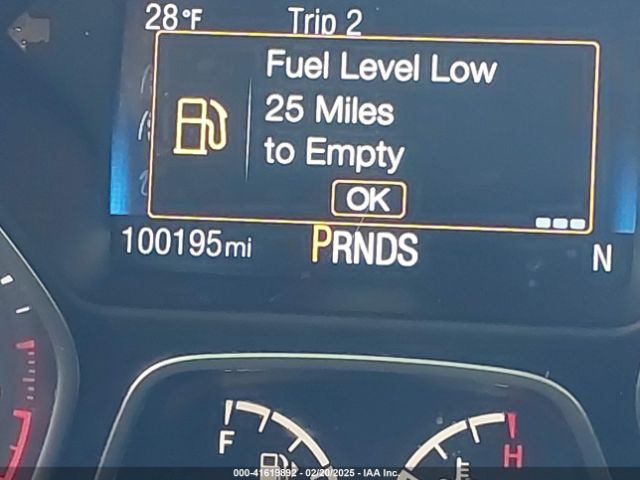 28°F Trip 2
Fuel Level Low
25 Miles
to Empty
OK
100195mi PRNDS N
F H
E
000-41619892 - 02/20/2025 - IAA Inc.